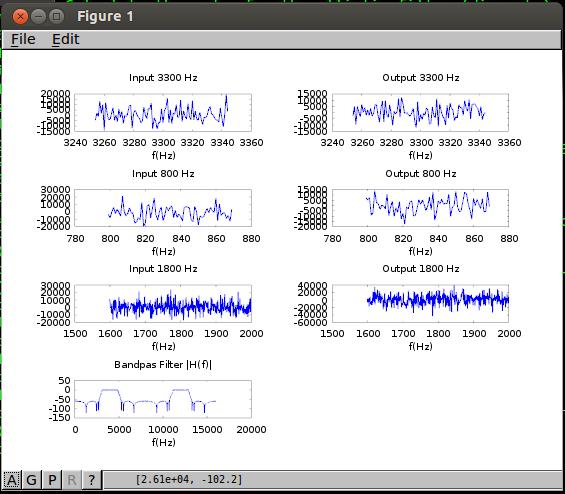 Figure 1
File Edit
Input 3300 Hz
20000
15000
10000
5000
0
-5000
-10000
-15000
3240 3260 3280 3300 3320 3340 3360
f(Hz)
Output 3300 Hz
15000
10000
5000
0
-5000
-10000
-15000
3240 3260 3280 3300 3320 3340 3360
f(Hz)
Input 800 Hz
30000
20000
10000
0
-10000
-20000
780 800 820 840 860 880
f(Hz)
Output 800 Hz
15000
10000
5000
0
-5000
-10000
-15000
-20000
780 800 820 840 860 880
f(Hz)
Input 1800 Hz
30000
20000
10000
0
-10000
-20000
1500 1600 1700 1800 1900 2000
f(Hz)
Output 1800 Hz
40000
20000
0
-20000
-40000
-60000
1500 1600 1700 1800 1900 2000
f(Hz)
Bandpas Filter |H(f)|
50
0
-50
-100
-150
0 5000 10000 15000 20000
f(Hz)
A G P R ? [2.61e+04, -102.2]